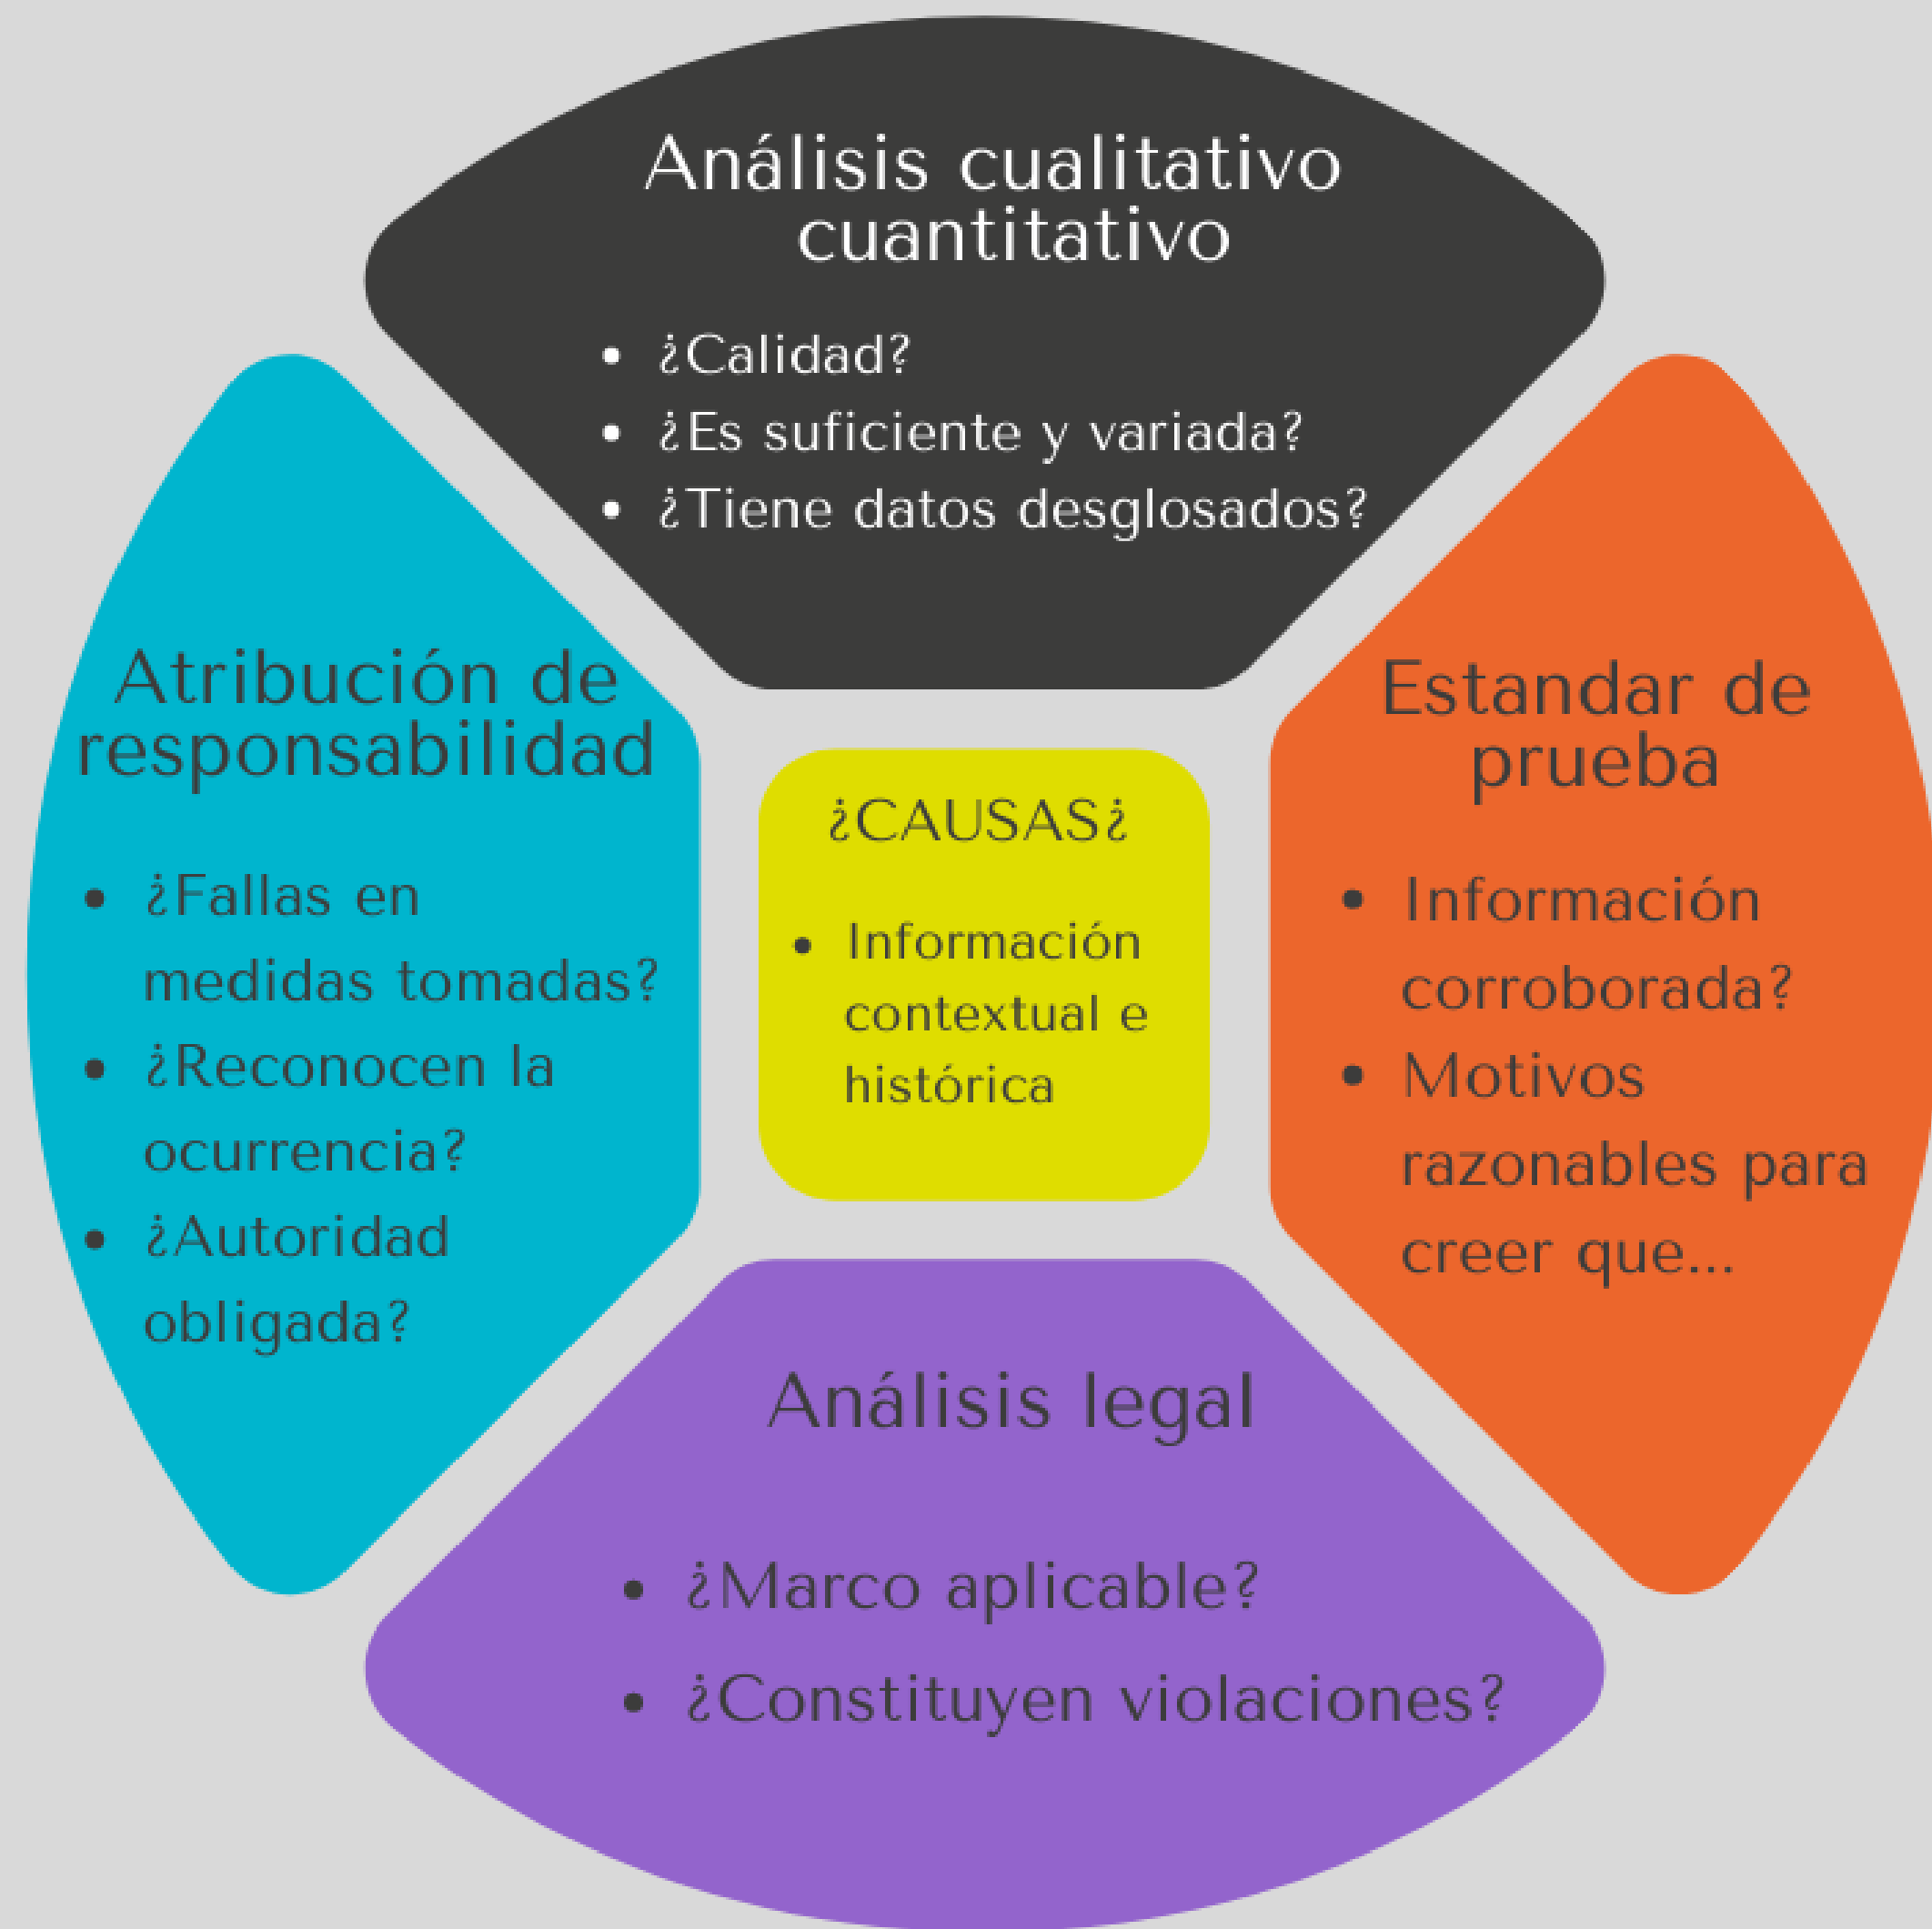 Análisis cualitativo
cuantitativo
• ¿Calidad?
• ¿Es suficiente y variada?
• ¿Tiene datos desglosados?
Atribución de
responsabilidad
• ¿Fallas en
medidas tomadas?
• ¿Reconocen la
ocurrencia?
• ¿Autoridad
obligada?
¿CAUSAS¿
• Información
contextual e
histórica
Estandar de
prueba
• Información
corroborada?
• Motivos
razonables para
creer que...
Análisis legal
• ¿Marco aplicable?
• ¿Constituyen violaciones?